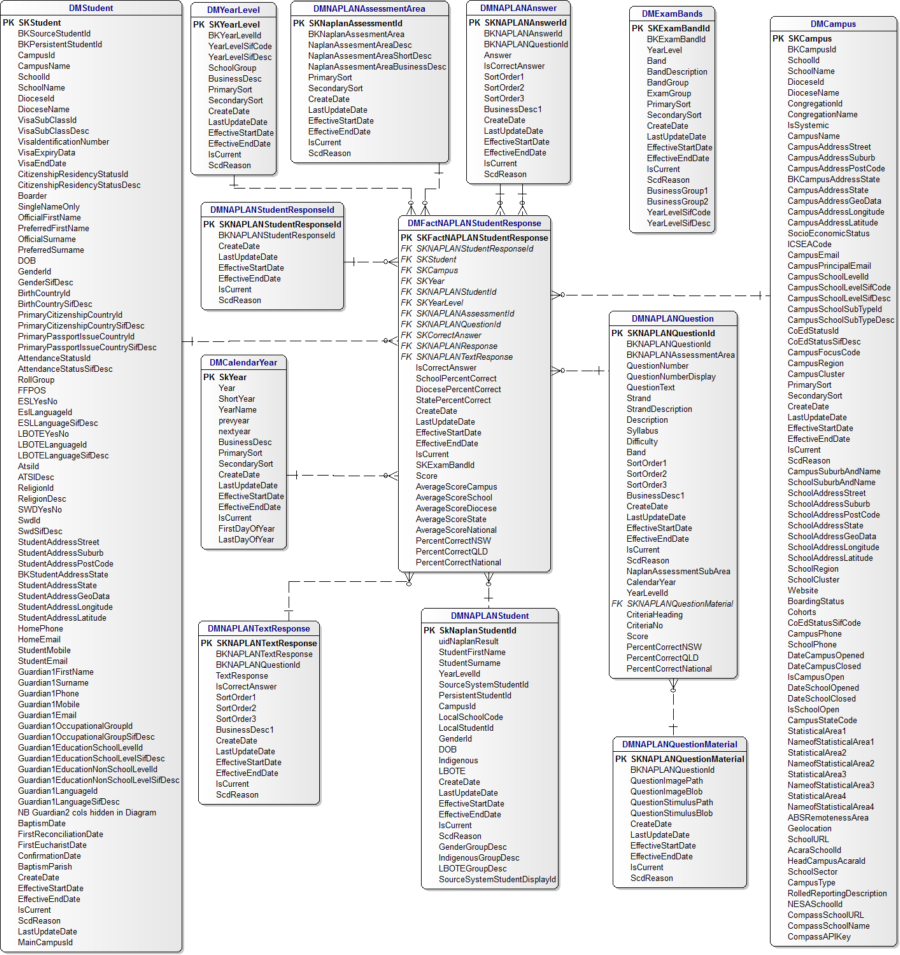 DMStudent
PK SKStudent
BKSourceStudentId
BKPersistentStudentId
CampusId
CampusName
SchoolId
SchoolName
DioceseId
DioceseName
VisaSubClassId
VisaSubClassDesc
VisaIdentificationNumber
VisaExpiryData
VisaEndDate
CitizenshipResidencyStatusId
CitizenshipResidencyStatusDesc
Boarder
SingleNameOnly
OfficialFirstName
PreferredFirstName
OfficialSurname
PreferredSurname
DOB
GenderId
GenderSifDesc
BirthCountryId
BirthCountrySifDesc
PrimaryCitizenshipCountryId
PrimaryCitizenchipCountrySifDesc
PrimaryPassportIssueCountryId
PrimaryPassportIssueCountrySifDesc
AttendanceStatusId
AttendanceStatusSifDesc
RollGroup
FFPOS
ESLYesNo
EslLanguageId
ESLLanguageSifDesc
LBOTEYesNo
LBOTELanguageId
LBOTELanguageSifDesc
AtsiId
ATSIDesc
ReligionId
ReligionDesc
SWDYesNo
SwdId
SwdSifDesc
StudentAddressStreet
StudentAddressSuburb
StudentAddressPostCode
BKStudentAddressState
StudentAddressState
StudentAddressGeoData
StudentAddressLongitude
StudentAddressLatitude
HomePhone
HomeEmail
StudentMobile
StudentEmail
Guardian1FirstName
Guardian1Surname
Guardian1Phone
Guardian1Mobile
Guardian1Email
Guardian1OccupationalGroupId
Guardian1OccupationalGroupSifDesc
Guardian1EducationSchoolLevelId
Guardian1EducationSchoolLevelSifDesc
Guardian1EducationNonSchoolLevelId
Guardian1EducationNonSchoolLevelSifDesc
Guardian1LanguageId
Guardian1LanguageSifDesc
NB Guardian2 cols hidden in Diagram
BaptismDate
FirstReconciliationDate
FirstEucharistDate
ConfirmationDate
BaptismParish
CreateDate
EffectiveStartDate
EffectiveEndDate
IsCurrent
ScdReason
LastUpdateDate
MainCampusId
DMYearLevel
PK SKYearLevel
BKYearLevelId
YearLevelSifCode
YearLevelSifDesc
SchoolGroup
BusinessDesc
PrimarySort
SecondarySort
CreateDate
LastUpdateDate
EffectiveStartDate
EffectiveEndDate
IsCurrent
ScdReason
DMNAPLANAssessmentArea
PK SKNaplanAssessmentId
BKNaplanAssesmentArea
NaplanAssesmentAreaDesc
NaplanAssesmentAreaShortDesc
NaplanAssesmentAreaBusinessDesc
PrimarySort
SecondarySort
CreateDate
LastUpdateDate
EffectiveStartDate
EffectiveEndDate
IsCurrent
ScdReason
DMNAPLANAnswer
PK SKNAPLANAnswerId
BKNAPLANAnswerId
BKNAPLANQuestionId
Answer
IsCorrectAnswer
SortOrder1
SortOrder2
SortOrder3
BusinessDesc1
CreateDate
LastUpdateDate
EffectiveStartDate
EffectiveEndDate
IsCurrent
ScdReason
DMExamBands
PK SKExamBandId
BKExamBandId
YearLevel
Band
BandDescription
BandGroup
ExamGroup
PrimarySort
SecondarySort
CreateDate
LastUpdateDate
EffectiveStartDate
EffectiveEndDate
IsCurrent
ScdReason
BusinessGroup1
BusinessGroup2
YearLevelSifCode
YearLevelSifDesc
DMCampus
PK SKCampus
BKCampusId
SchoolId
SchoolName
DioceseId
DioceseName
CongregationId
CongregationName
IsSystemic
CampusName
CampusAddressStreet
CampusAddressSuburb
CampusAddressPostCode
BKCampusAddressState
CampusAddressState
CampusAddressGeoData
CampusAddressLongitude
CampusAddressLatitude
SocioEconomicStatus
ICSEACode
CampusEmail
CampusPrincipalEmail
CampusSchoolLevelId
CampusSchoolLevelSifCode
CampusSchoolLevelSifDesc
CampusSchoolSubTypeId
CampusSchoolSubTypeDesc
CoEdStatusId
CoEdStatusSifDesc
CampusFocusCode
CampusRegion
CampusCluster
PrimarySort
SecondarySort
CreateDate
LastUpdateDate
EffectiveStartDate
EffectiveEndDate
IsCurrent
ScdReason
CampusSuburbAndName
SchoolSuburbAndName
SchoolAddressStreet
SchoolAddressSuburb
SchoolAddressPostCode
SchoolAddressState
SchoolAddressGeoData
SchoolAddressLongitude
SchoolAddressLatitude
SchoolRegion
SchoolCluster
Website
BoardingStatus
Cohorts
CoEdStatusSifCode
CampusPhone
SchoolPhone
DateCampusOpened
DateCampusClosed
IsCampusOpen
DateSchoolOpened
DateSchoolClosed
IsSchoolOpen
CampusStateCode
StatisticalArea1
NameofStatisticalArea1
StatisticalArea2
NameofStatisticalArea2
StatisticalArea3
NameofStatisticalArea3
StatisticalArea4
NameofStatisticalArea4
ABSRemotenessArea
Geolocation
SchoolURL
AcaraSchoolId
HeadCampusAcaraId
SchoolSector
CampusType
RolledReportingDescription
NESASchoolId
CompassSchoolURL
CompassSchoolName
CompassAPIKey
DMNAPLANStudentResponseId
PK SKNAPLANStudentResponseId
BKNAPLANStudentResponseId
CreateDate
LastUpdateDate
EffectiveStartDate
EffectiveEndDate
IsCurrent
ScdReason
DMFactNAPLANStudentResponse
PK SKFactNAPLANStudentResponse
FK SKNAPLANStudentResponseId
FK SKStudent
FK SKCampus
FK SKYear
FK SKNAPLANStudentId
FK SKYearLevel
FK SKNAPLANAssessmentId
FK SKNAPLANQuestionId
FK SKCorrectAnswer
FK SKNAPLANResponse
FK SKNAPLANTextResponse
IsCorrectAnswer
SchoolPercentCorrect
DiocesePercentCorrect
StatePercentCorrect
CreateDate
LastUpdateDate
EffectiveStartDate
EffectiveEndDate
IsCurrent
SKExamBandId
Score
AverageScoreCampus
AverageScoreSchool
AverageScoreDiocese
AverageScoreState
AverageScoreNational
PercentCorrectNSW
PercentCorrectQLD
PercentCorrectNational
DMCalendarYear
PK SkYear
Year
ShortYear
YearName
prevyear
nextyear
BusinessDesc
PrimarySort
SecondarySort
CreateDate
LastUpdateDate
EffectiveStartDate
EffectiveEndDate
IsCurrent
FirstDayOfYear
LastDayOfYear
DMNAPLANQuestion
PK SKNAPLANQuestionId
BKNAPLANQuestionId
BKNAPLANAssessmentArea
QuestionNumber
QuestionNumberDisplay
QuestionText
Strand
StrandDescription
Description
Syllabus
Difficulty
Band
SortOrder1
SortOrder2
SortOrder3
BusinessDesc1
CreateDate
LastUpdateDate
EffectiveStartDate
EffectiveEndDate
IsCurrent
ScdReason
NaplanAssessmentSubArea
CalendarYear
YearLevelId
FK SKNAPLANQuestionMaterial
CriteriaHeading
CriteriaNo
Score
PercentCorrectNSW
PercentCorrectQLD
PercentCorrectNational
DMNAPLANTextResponse
PK SKNAPLANTextResponse
BKNAPLANTextResponse
BKNAPLANQuestionId
TextResponse
IsCorrectAnswer
SortOrder1
SortOrder2
SortOrder3
BusinessDesc1
CreateDate
LastUpdateDate
EffectiveStartDate
EffectiveEndDate
IsCurrent
ScdReason
DMNAPLANStudent
PK SkNaplanStudentId
uidNaplanResult
StudentFirstName
StudentSurname
YearLevelId
SourceSystemStudentId
PersistentStudentId
CampusId
LocalSchoolCode
LocalStudentId
GenderId
DOB
Indigenous
LBOTE
CreateDate
LastUpdateDate
EffectiveStartDate
EffectiveEndDate
IsCurrent
ScdReason
GenderGroupDesc
IndigenousGroupDesc
LBOTEGroupDesc
SourceSystemStudentDisplayId
DMNAPLANQuestionMaterial
PK SKNAPLANQuestionMaterial
BKNAPLANQuestionId
QuestionImagePath
QuestionImageBlob
QuestionStimulusPath
QuestionStimulusBlob
CreateDate
LastUpdateDate
EffectiveStartDate
EffectiveEndDate
IsCurrent
ScdReason